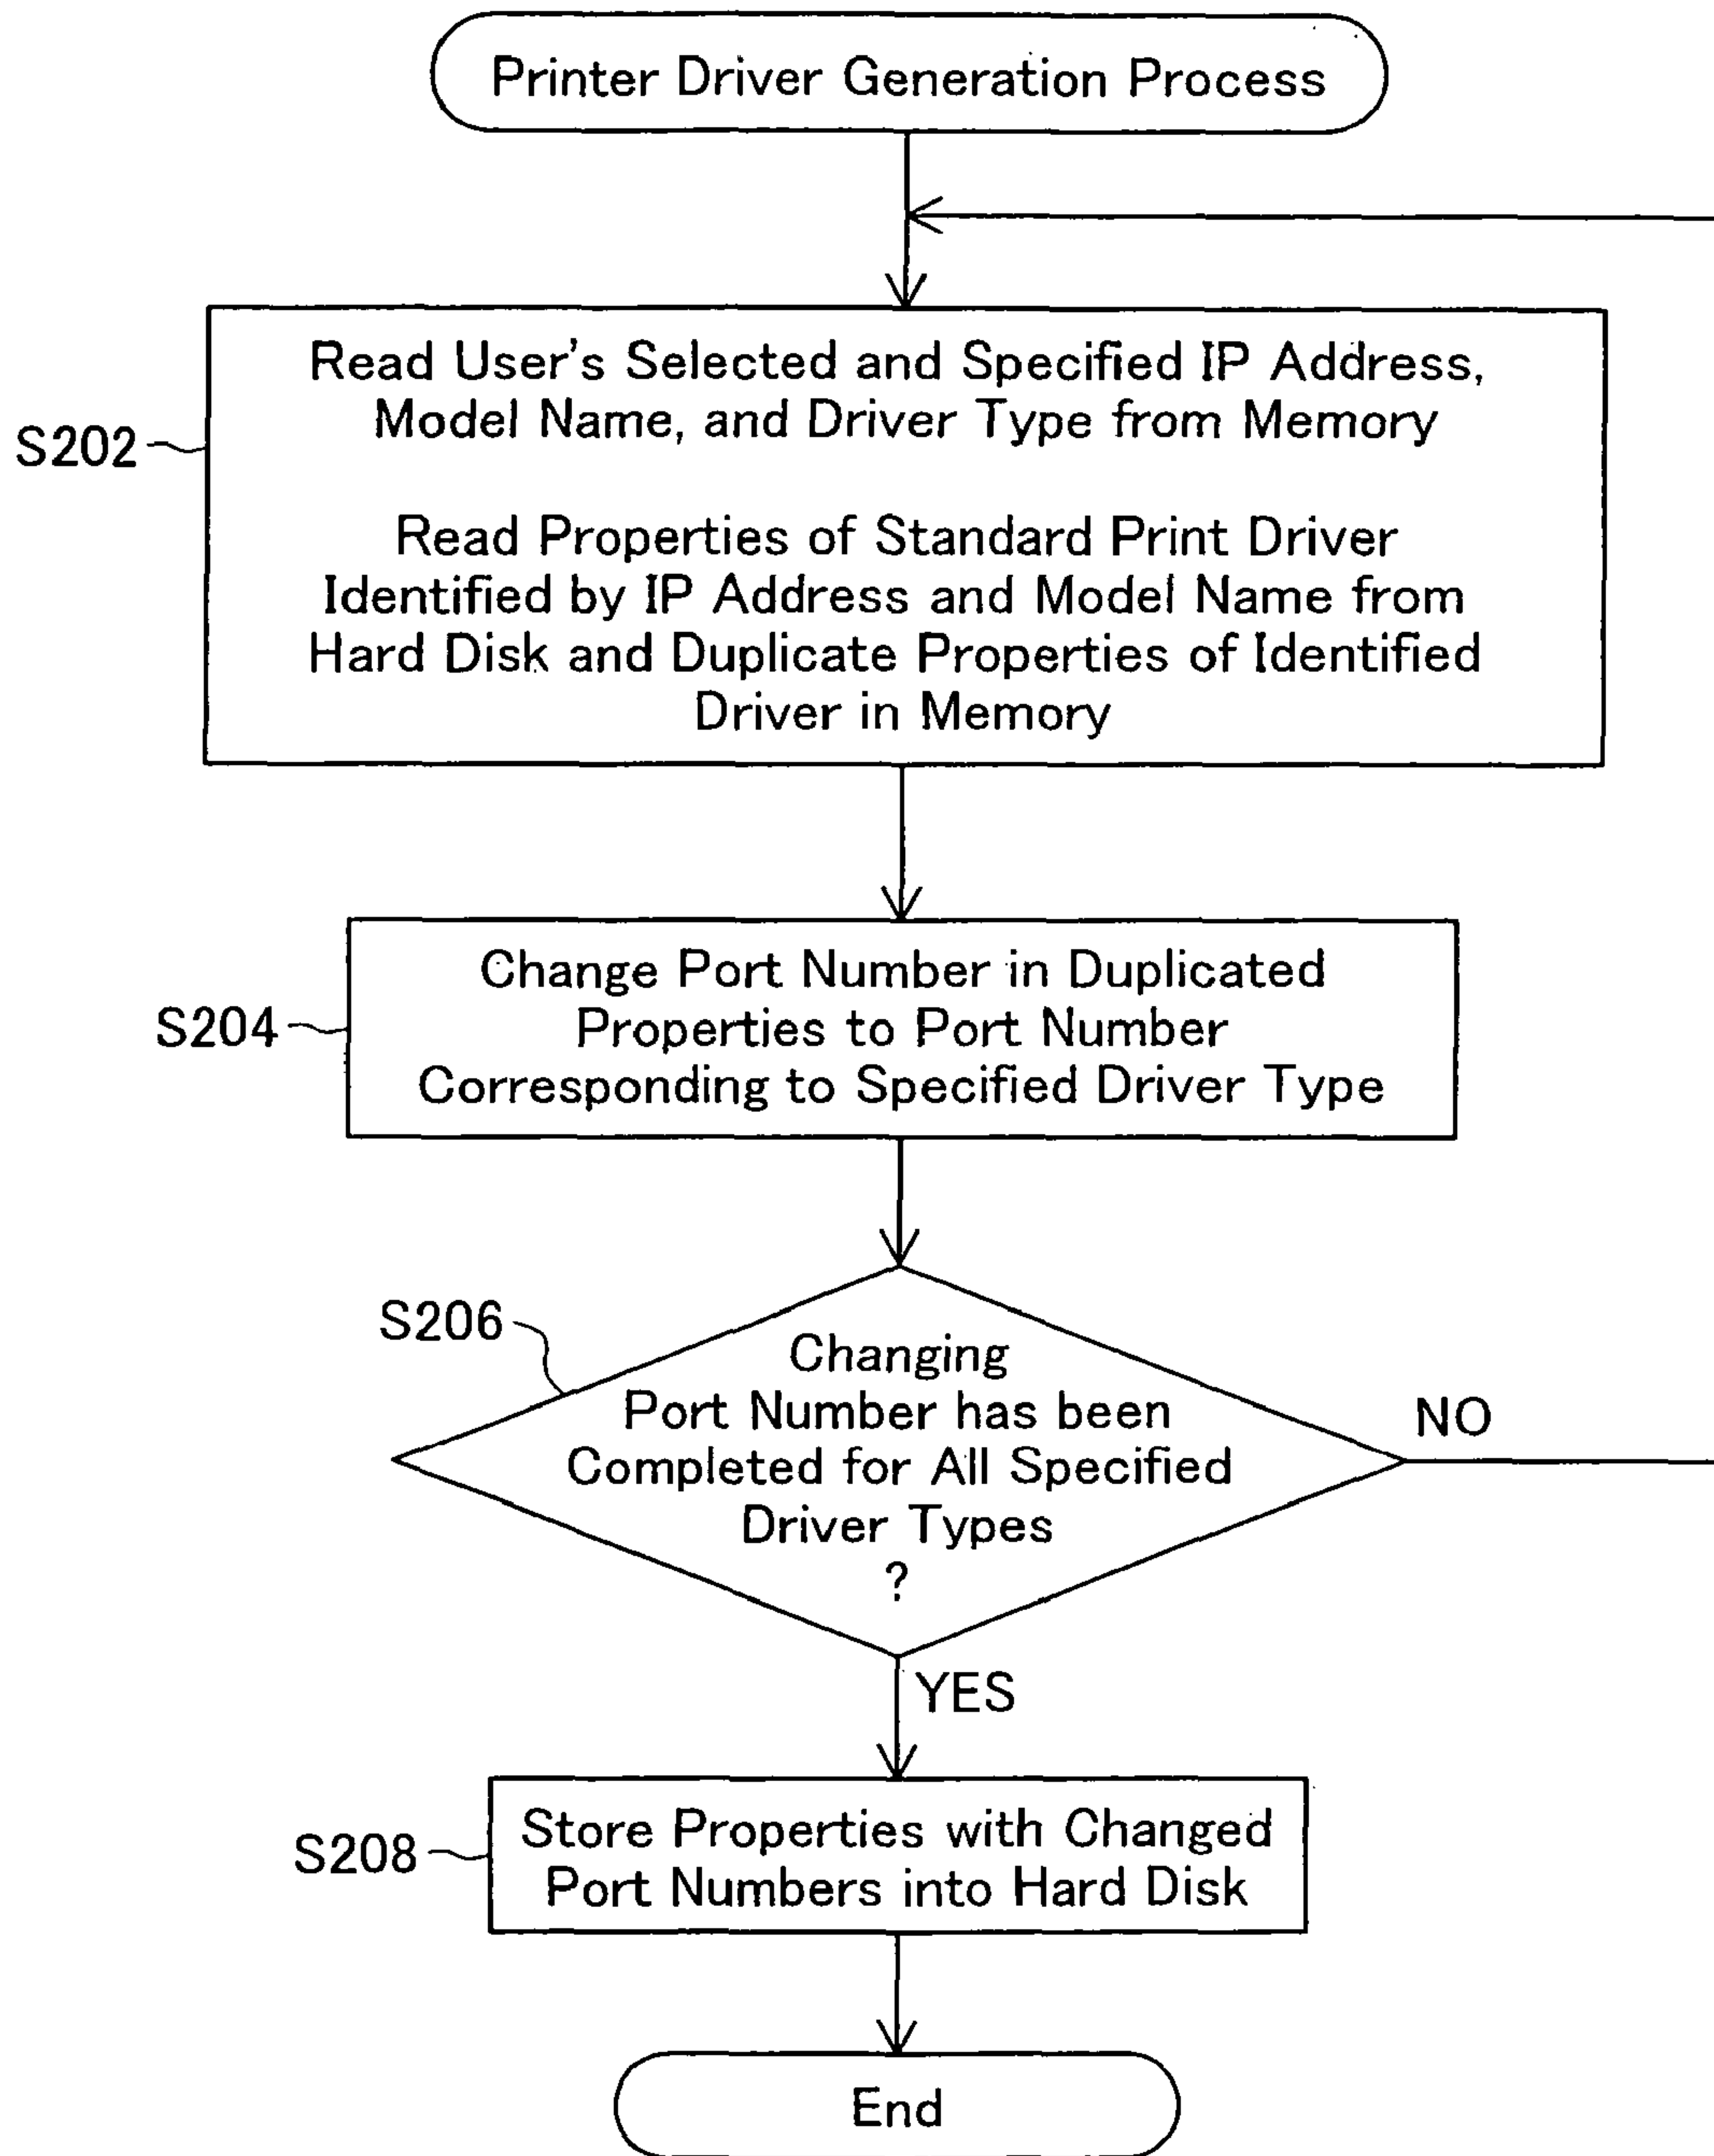 Printer Driver Generation Process
Read User's Selected and Specified IP Address,
Model Name, and Driver Type from Memory
S202
Read Properties of Standard Print Driver
Identified by IP Address and Model Name from
Hard Disk and Duplicate Properties of Identified
Driver in Memory
Change Port Number in Duplicated
S204
Properties to Port Number
Corresponding to Specified Driver Type
S206
Changing
Port Number has been
NO
Completed for All Specified
Driver Types
?
YES
Store Properties with Changed
S208
Port Numbers into Hard Disk
End